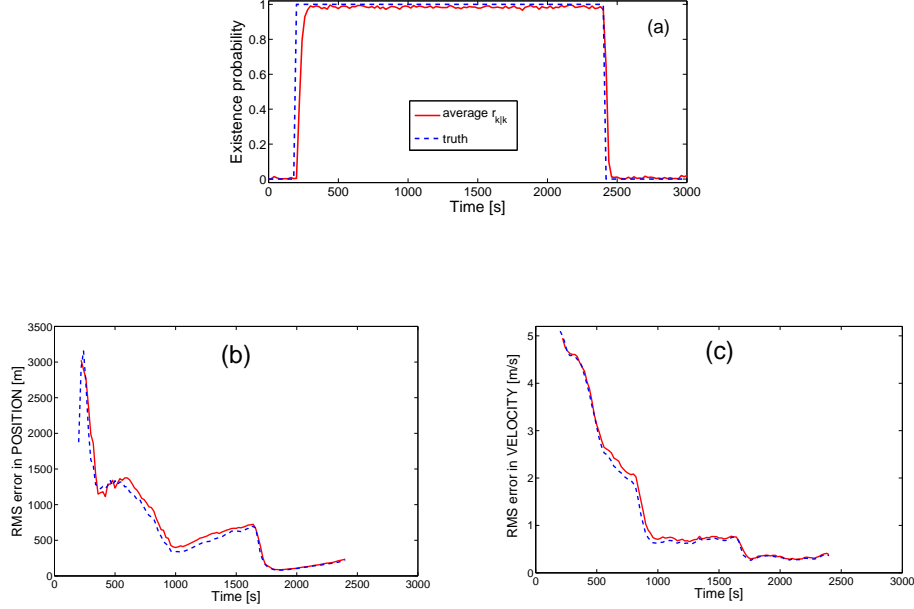 (a)
Existence probability
1
0.8
0.6
0.4
0.2
0
average r_{k|k}
truth
0 500 1000 1500 2000 2500 3000
Time [s]
(b)
RMS error in POSITION [m]
3500
3000
2500
2000
1500
1000
500
0
0 500 1000 1500 2000 2500 3000
Time [s]
(c)
RMS error in VELOCITY [m/s]
5
4
3
2
1
0
0 500 1000 1500 2000 2500 3000
Time [s]